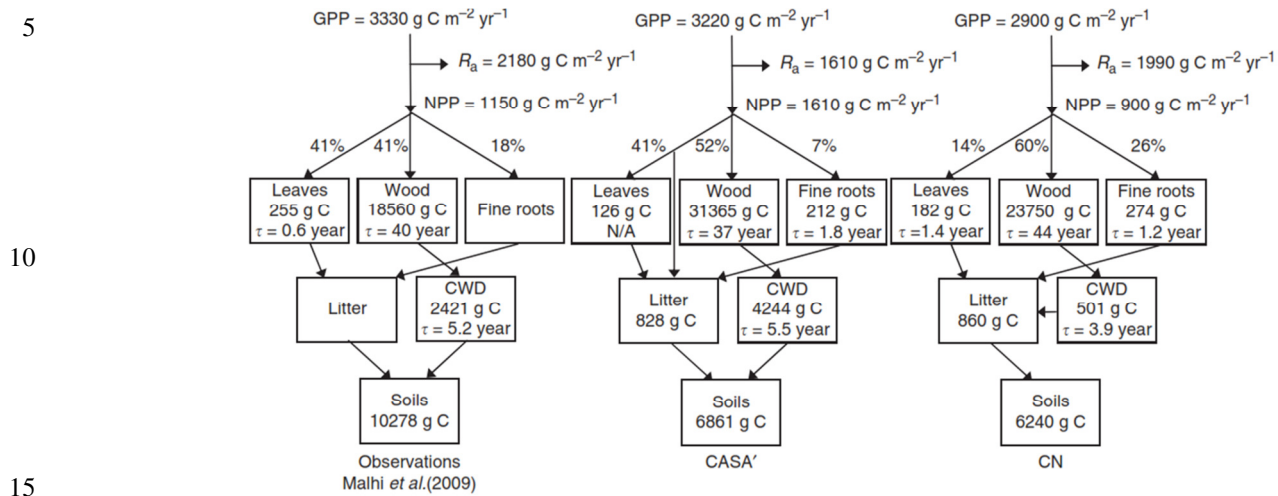 5
GPP = 3330 g C m⁻² yr⁻¹
Rₐ = 2180 g C m⁻² yr⁻¹
NPP = 1150 g C m⁻² yr⁻¹
41%
41%
18%
Leaves
255 g C
τ = 0.6 year
Wood
18560 g C
τ = 40 year
Fine roots
Litter
CWD
2421 g C
τ = 5.2 year
Soils
10278 g C
Observations
Malhi et al.(2009)
GPP = 3220 g C m⁻² yr⁻¹
Rₐ = 1610 g C m⁻² yr⁻¹
NPP = 1610 g C m⁻² yr⁻¹
41%
52%
7%
Leaves
126 g C
N/A
Wood
31365 g C
τ = 37 year
Fine roots
212 g C
τ = 1.8 year
Litter
828 g C
CWD
4244 g C
τ = 5.5 year
Soils
6861 g C
CASA′
GPP = 2900 g C m⁻² yr⁻¹
Rₐ = 1990 g C m⁻² yr⁻¹
NPP = 900 g C m⁻² yr⁻¹
14%
60%
26%
Leaves
182 g C
τ =1.4 year
Wood
23750 g C
τ = 44 year
Fine roots
274 g C
τ = 1.2 year
Litter
860 g C
CWD
501 g C
τ = 3.9 year
Soils
6240 g C
CN
10
15